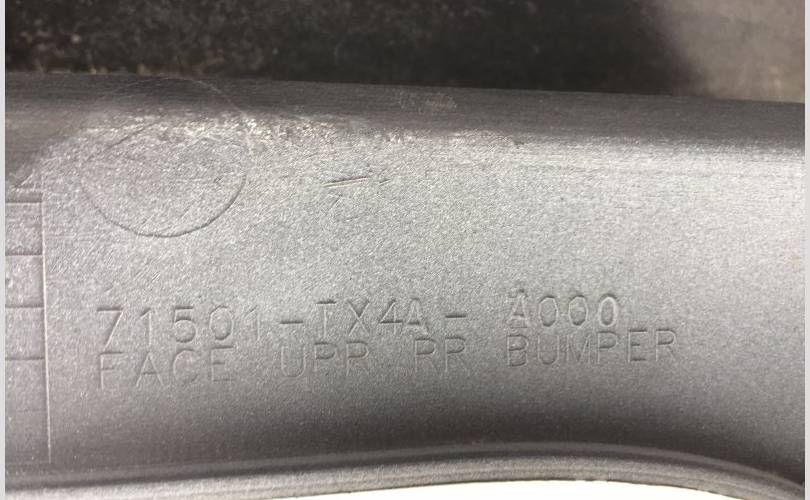 71501-TX4A- A000
FACE UPR RR BUMPER